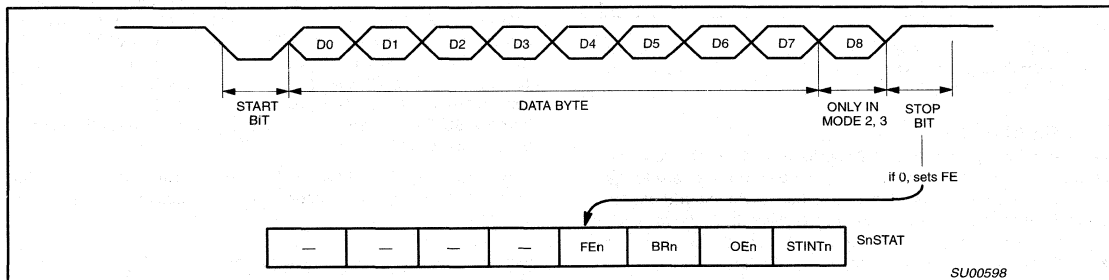 D0 D1 D2 D3 D4 D5 D6 D7 D8
START
BiT
DATA BYTE
ONLY IN
MODE 2, 3
STOP
BIT
if 0, sets FE
— — — — FEn BRn OEn STINTn SnSTAT
SU00598